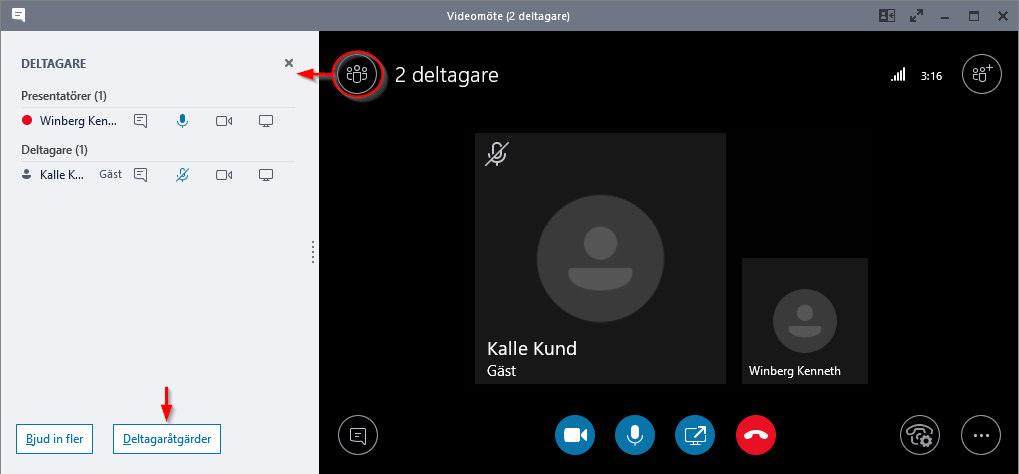 Videomöte (2 deltagare)
DELTAGARE
Presentatörer (1)
Winberg Ken...
Deltagare (1)
Kalle K... Gäst
Bjud in fler
Deltagaråtgärder
2 deltagare
3:16
Kalle Kund
Gäst
Winberg Kenneth